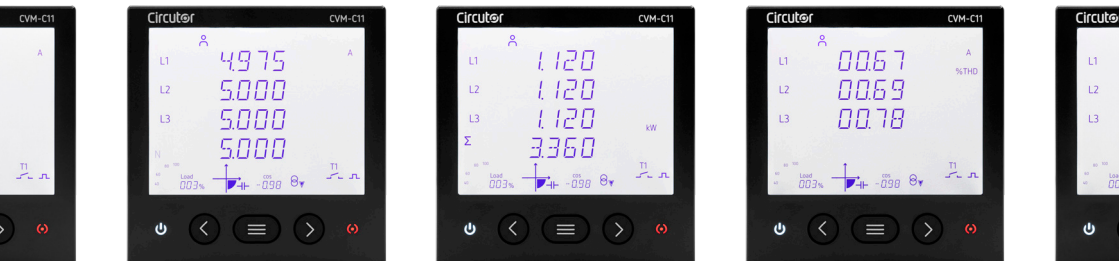 CVM-C11
A
T1
Circutor CVM-C11
A
L1 4.975
L2 5.000
L3 5.000
N 5.000
T1
Load 003% cos -0.98
Circutor CVM-C11
L1 1.120
L2 1.120
L3 1.120
kW
Σ 3.360
T1
Load 003% cos -0.98
Circutor CVM-C11
L1 00.67 A
%THD
L2 00.69
L3 00.78
T1
Load 003% cos -0.98
Circuto
L1
L2
L3